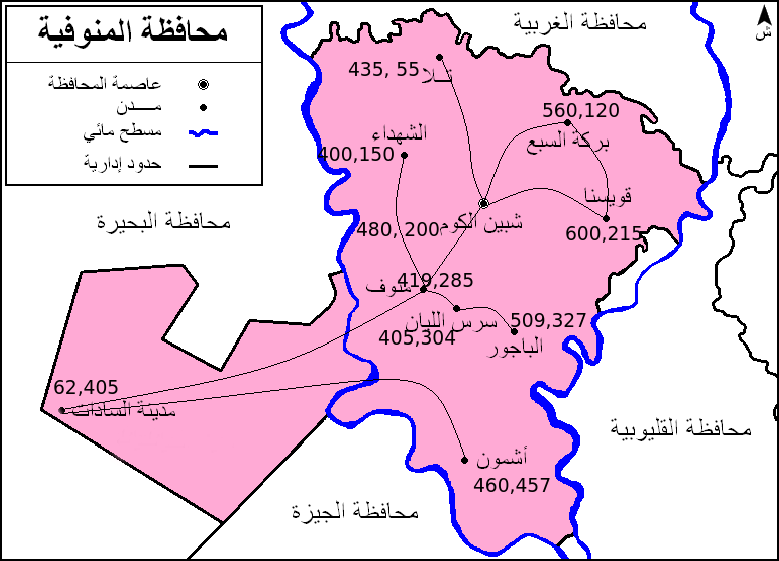 محافظة المنوفية
عاصمة المحافظة
مـــدن
مسطح مائي
حدود إدارية
محافظة الغربية
ش
435, 55
تــلا
560,120
بركة السبع
الشهداء
400,150
قويسنا
600,215
شبين الكوم
480, 200
محافظة البحيرة
419,285
منوف
سرس الليان
405,304
509,327
الباجور
62,405
مدينة السادات
محافظة القليوبية
أشمون
460,457
محافظة الجيزة